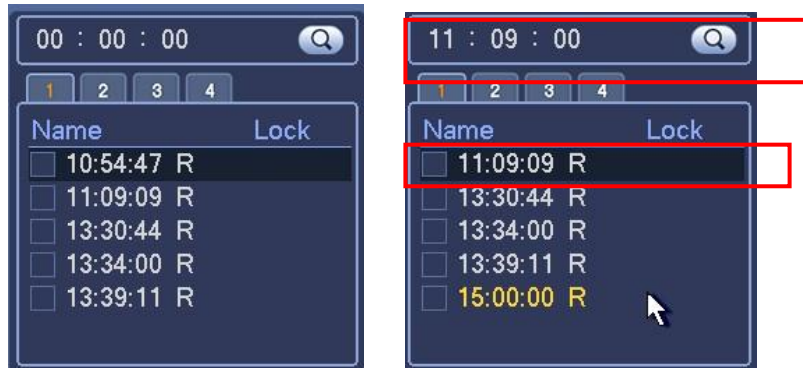 00 : 00 : 00
1 2 3 4
Name Lock
10:54:47 R
11:09:09 R
13:30:44 R
13:34:00 R
13:39:11 R
11 : 09 : 00
1 2 3 4
Name Lock
11:09:09 R
13:30:44 R
13:34:00 R
13:39:11 R
15:00:00 R